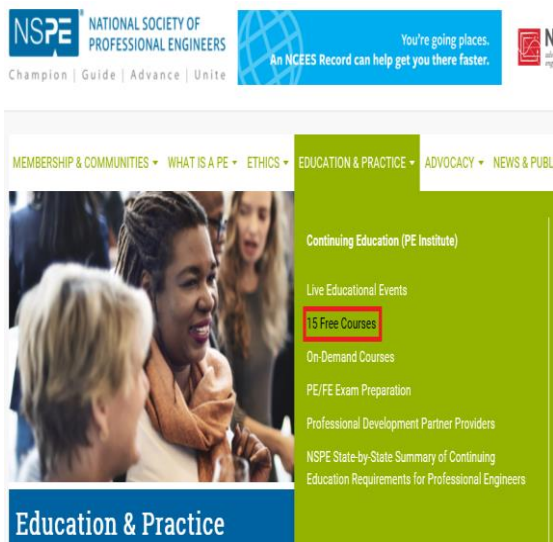 NSPE®
NATIONAL SOCIETY OF
PROFESSIONAL ENGINEERS
Champion | Guide | Advance | Unite
You're going places.
An NCEES Record can help get you there faster.
MEMBERSHIP & COMMUNITIES WHAT IS A PE ETHICS EDUCATION & PRACTICE ADVOCACY NEWS & PUBL
Continuing Education (PE Institute)
Live Educational Events
15 Free Courses
On-Demand Courses
PE/FE Exam Preparation
Professional Development Partner Providers
NSPE State-by-State Summary of Continuing
Education Requirements for Professional Engineers
Education & Practice